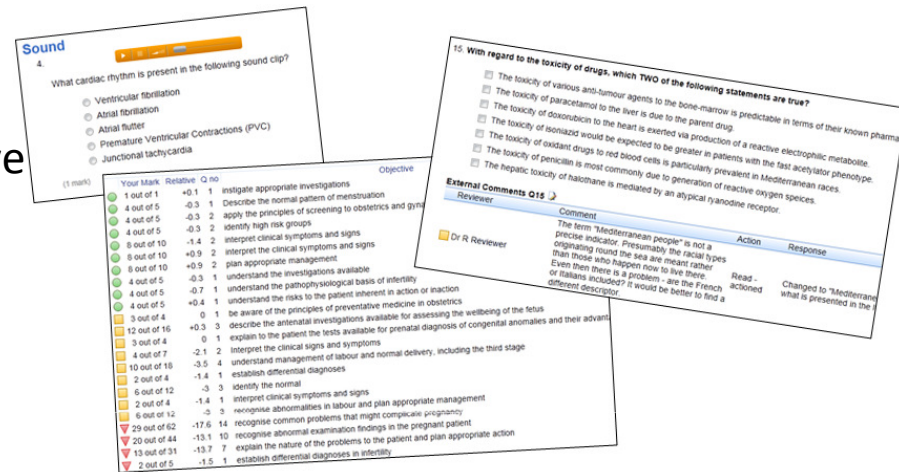 Sound
4.
What cardiac rhythm is present in the following sound clip?
Ventricular fibrillation
Atrial fibrillation
Atrial flutter
Premature Ventricular Contractions (PVC)
Junctional tachycardia
(1 mark)
15. With regard to the toxicity of drugs, which TWO of the following statements are true?
The toxicity of various anti-tumour agents to the bone-marrow is predictable in terms of their known pharma
The toxicity of paracetamol to the liver is due to the parent drug.
The toxicity of doxorubicin to the heart is exerted via production of a reactive electrophilic metabolite.
The toxicity of isoniazid would be expected to be greater in patients with the fast acetylator phenotype.
The toxicity of oxidant drugs to red blood cells is particularly prevalent in Mediterranean races.
The toxicity of penicillin is most commonly due to generation of reactive oxygen speices.
The hepatic toxicity of halothane is mediated by an atypical ryanodine receptor.
External Comments Q15
Reviewer Comment Action Response
Dr R Reviewer
The term "Mediterranean people" is not a
precise indicator. Presumably the racial types
originating round the sea are meant rather
than those who happen now to live there.
Even then there is a problem - are the French
or Italians included? It would be better to find a
different descriptor.
Read -
actioned
Changed to "Mediterrane
what is presented in the
Your Mark Relative Q no Objective
1 out of 1 +0.1 1 instigate appropriate investigations
4 out of 5 -0.3 1 Describe the normal pattern of menstruation
4 out of 5 -0.3 2 apply the principles of screening to obstetrics and gyna
4 out of 5 -0.3 2 identify high risk groups
8 out of 10 -1.4 2 interpret clinical symptoms and signs
8 out of 10 +0.9 2 interpret the clinical symptoms and signs
8 out of 10 +0.9 2 plan appropriate management
4 out of 5 -0.3 1 understand the investigations available
4 out of 5 -0.7 1 understand the pathophysiological basis of infertility
4 out of 5 +0.4 1 understand the risks to the patient inherent in action or inaction
3 out of 4 0 1 be aware of the principles of preventative medicine in obstetrics
12 out of 16 +0.3 3 describe the antenatal investigations available for assessing the wellbeing of the fetus
3 out of 4 0 1 explain to the patient the tests available for prenatal diagnosis of congenital anomalies and their advant
4 out of 7 -2.1 2 Interpret the clinical signs and symptoms
10 out of 18 -3.5 4 understand management of labour and normal delivery, including the third stage
2 out of 4 -1.4 1 establish differential diagnoses
6 out of 12 -3 3 identify the normal
2 out of 4 -1.4 1 interpret clinical symptoms and signs
6 out of 12 -3 3 recognise abnormalities in labour and plan appropriate management
29 out of 62 -17.6 14 recognise common problems that might complicate pregnancy
20 out of 44 -13.1 10 recognise abnormal examination findings in the pregnant patient
13 out of 31 -13.7 7 explain the nature of the problems to the patient and plan appropriate action
2 out of 5 -1.5 1 establish differential diagnoses in infertility